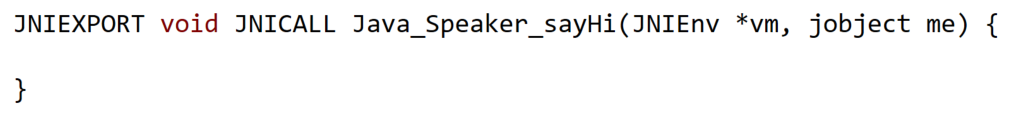 JNIEXPORT void JNICALL Java_Speaker_sayHi(JNIEnv *vm, jobject me) {
}